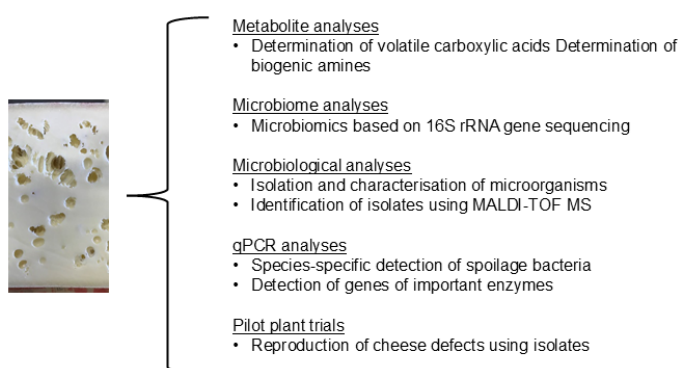 Metabolite analyses
• Determination of volatile carboxylic acids Determination of
biogenic amines
Microbiome analyses
• Microbiomics based on 16S rRNA gene sequencing
Microbiological analyses
• Isolation and characterisation of microorganisms
• Identification of isolates using MALDI-TOF MS
qPCR analyses
• Species-specific detection of spoilage bacteria
• Detection of genes of important enzymes
Pilot plant trials
• Reproduction of cheese defects using isolates